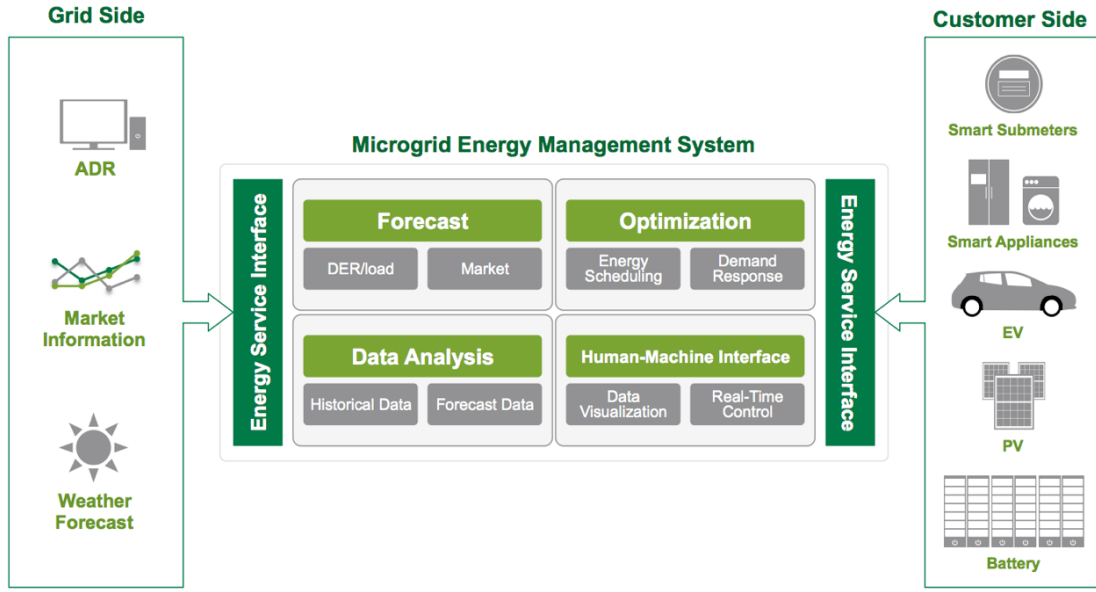 Grid Side
ADR
Market
Information
Weather
Forecast
Microgrid Energy Management System
Energy Service Interface
Forecast
DER/load
Market
Optimization
Energy
Scheduling
Demand
Response
Data Analysis
Historical Data
Forecast Data
Human-Machine Interface
Data
Visualization
Real-Time
Control
Energy Service Interface
Customer Side
Smart Submeters
Smart Appliances
EV
PV
Battery